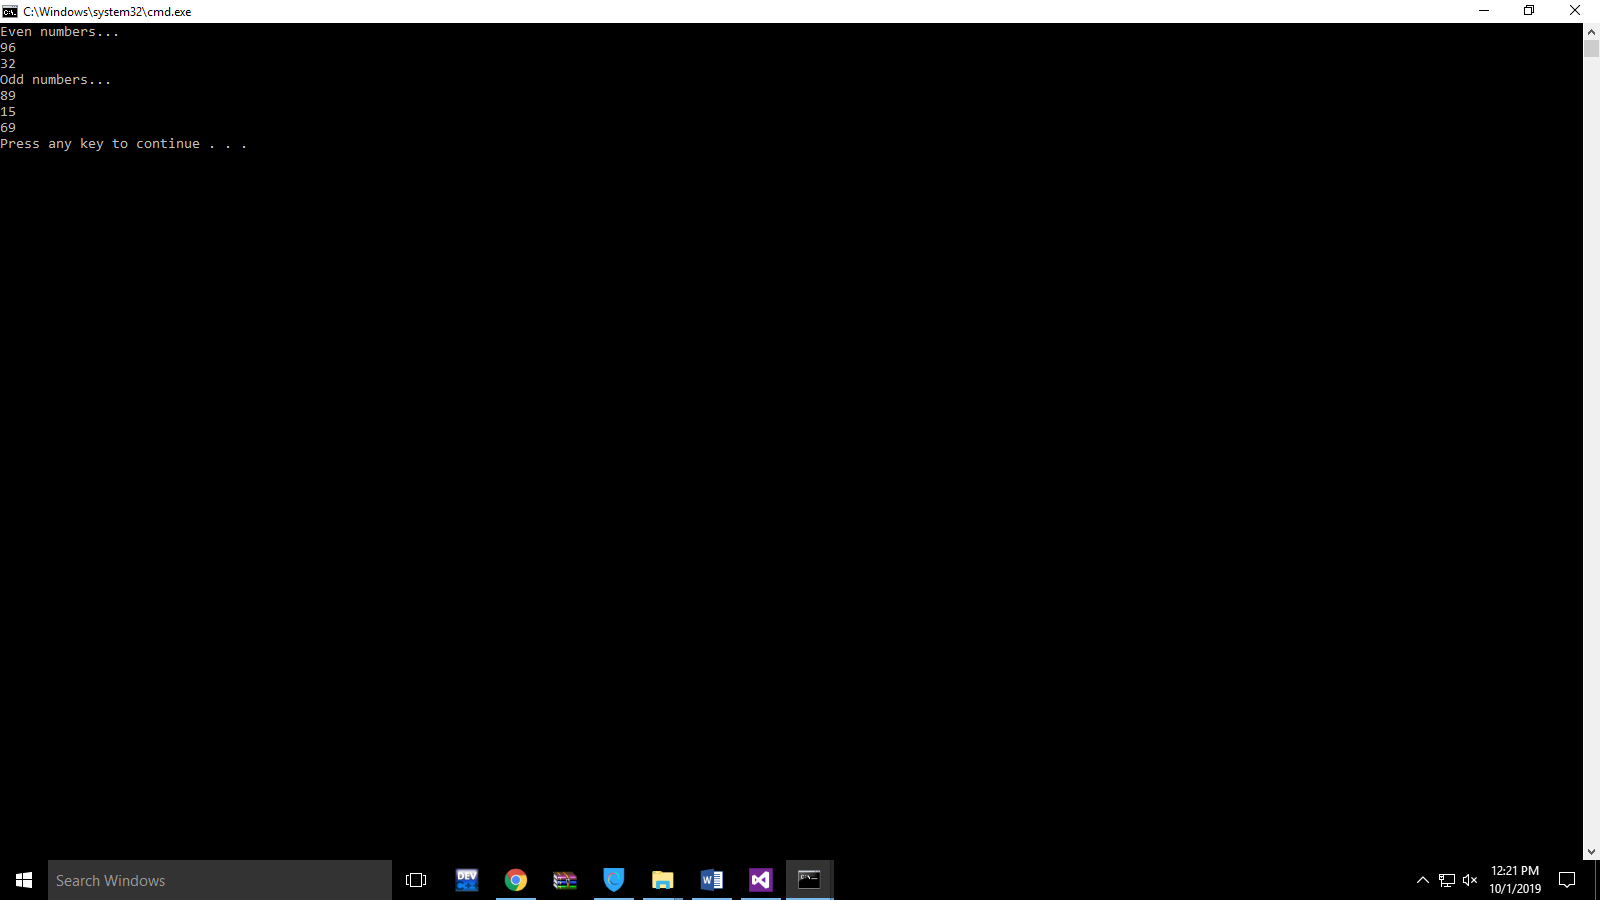 C:\Windows\system32\cmd.exe
Even numbers...
96
32
Odd numbers...
89
15
69
Press any key to continue . . .
Search Windows
DEV
C++
12:21 PM
10/1/2019